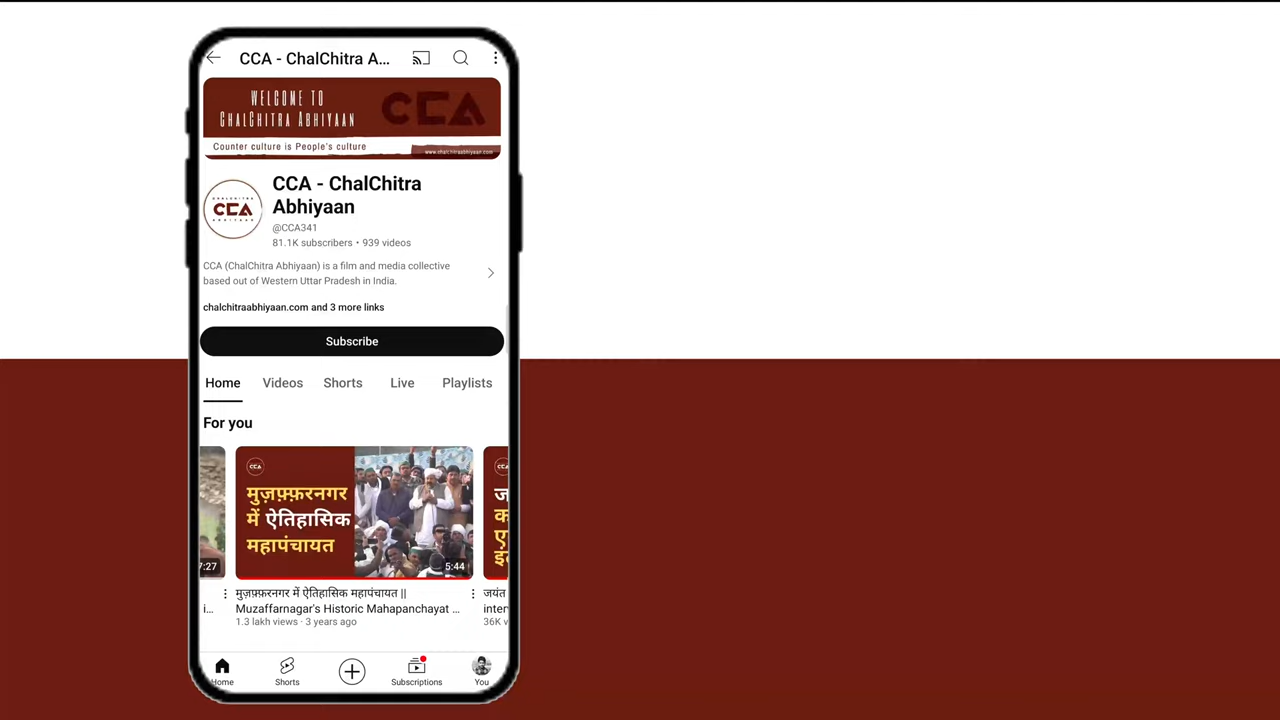 CCA - ChalChitra A...
WELCOME TO
CHALCHITRA ABHIYAAN
CCA
Counter culture is People's culture
www.chalchitraabhiyaan.com
CHALCHITRA
CCA
ABHIYAAN
CCA - ChalChitra
Abhiyaan
@CCA341
81.1K subscribers • 939 videos
CCA (ChalChitra Abhiyaan) is a film and media collective
based out of Western Uttar Pradesh in India.
chalchitraabhiyaan.com and 3 more links
Subscribe
Home Videos Shorts Live Playlists
For you
7:27
CCA
मुज़फ़्फ़रनगर
में ऐतिहासिक
महापंचायत
5:44
i...
मुज़फ़्फ़रनगर में ऐतिहासिक महापंचायत ||
Muzaffarnagar's Historic Mahapanchayat ...
1.3 lakh views · 3 years ago
जयंत
36K
Home Shorts Subscriptions You